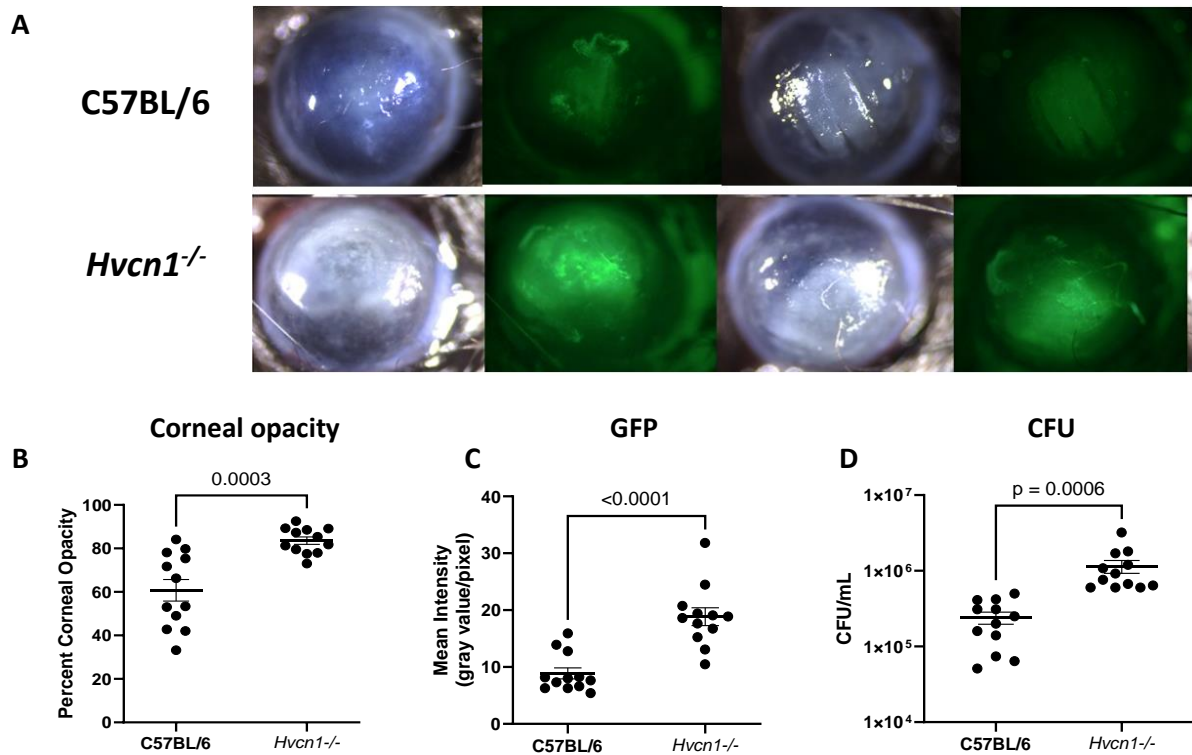 A
C57BL/6
Hvcn1-/-
Corneal opacity
GFP
CFU
B
C
D
0.0003
<0.0001
p = 0.0006
Percent Corneal Opacity
100
80
60
40
20
0
C57BL/6
Hvcn1-/-
Mean Intensity
(gray value/pixel)
40
30
20
10
0
C57BL/6
Hvcn1-/-
CFU/mL
1×10⁷
1×10⁶
1×10⁵
1×10⁴
C57BL/6
Hvcn1-/-